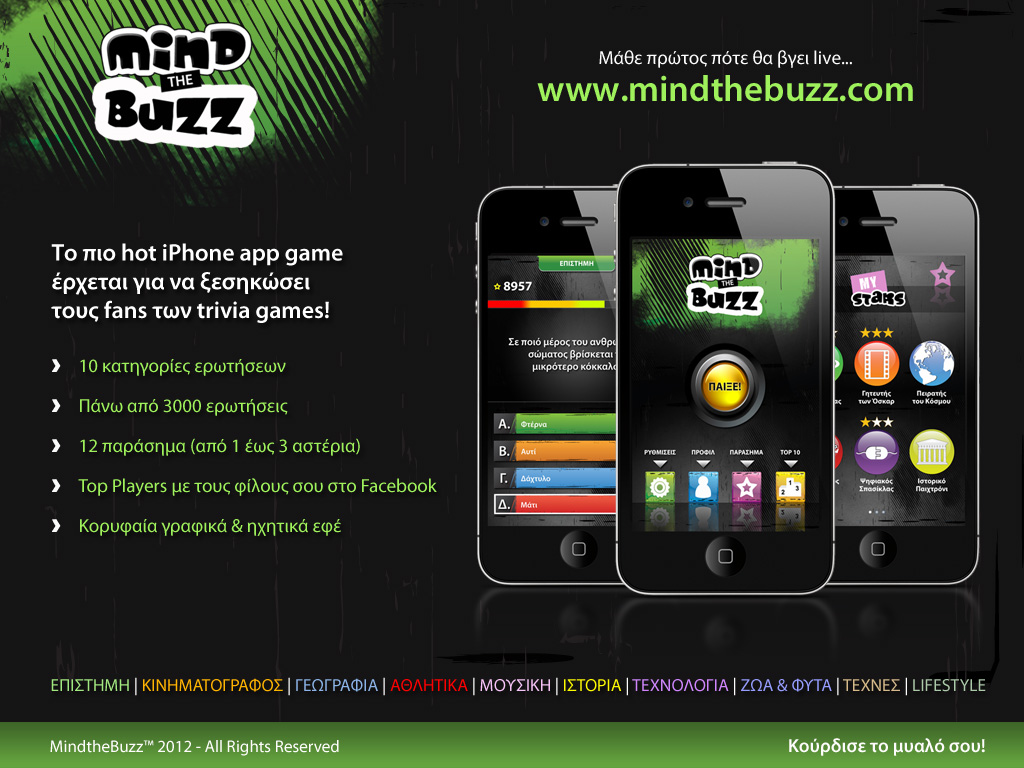 MiND
THE
BUZZ
Μάθε πρώτος πότε θα βγει live...
www.mindthebuzz.com
Το πιο hot iPhone app game
έρχεται για να ξεσηκώσει
τους fans των trivia games!
10 κατηγορίες ερωτήσεων
Πάνω από 3000 ερωτήσεις
12 παράσημα (από 1 έως 3 αστέρια)
Top Players με τους φίλους σου στο Facebook
Κορυφαία γραφικά & ηχητικά εφέ
ΕΠΙΣΤΗΜΗ
8957
Σε ποιό μέρος του ανθρω
σώματος βρίσκεται
μικρότερο κόκκαλο
Α. Φτέρνα
Β. Αυτί
Γ. Δάχτυλο
Δ. Μάτι
MiND
THE
BUZZ
ΠΑΙΞΕ!
ΡΥΘΜΙΣΕΙΣ ΠΡΟΦΙΛ ΠΑΡΑΣΗΜΑ TOP 10
1 2 3
MY
STARS
Γητευτής
των Όσκαρ
Πειρατής
του Κόσμου
Ψηφιακός
Σπασίκλας
Ιστορικό
Παιχτρόνι
ΕΠΙΣΤΗΜΗ | ΚΙΝΗΜΑΤΟΓΡΑΦΟΣ | ΓΕΩΓΡΑΦΙΑ | ΑΘΛΗΤΙΚΑ | ΜΟΥΣΙΚΗ | ΙΣΤΟΡΙΑ | ΤΕΧΝΟΛΟΓΙΑ | ΖΩΑ & ΦΥΤΑ | ΤΕΧΝΕΣ | LIFESTYLE
MindtheBuzz™ 2012 - All Rights Reserved
Κούρδισε το μυαλό σου!